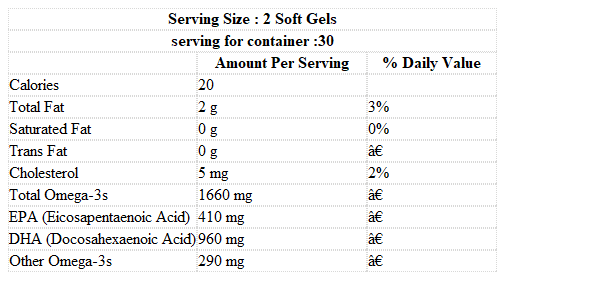 Serving Size : 2 Soft Gels
serving for container :30
Amount Per Serving % Daily Value
Calories 20
Total Fat 2 g 3%
Saturated Fat 0 g 0%
Trans Fat 0 g â€
Cholesterol 5 mg 2%
Total Omega-3s 1660 mg â€
EPA (Eicosapentaenoic Acid) 410 mg â€
DHA (Docosahexaenoic Acid) 960 mg â€
Other Omega-3s 290 mg â€